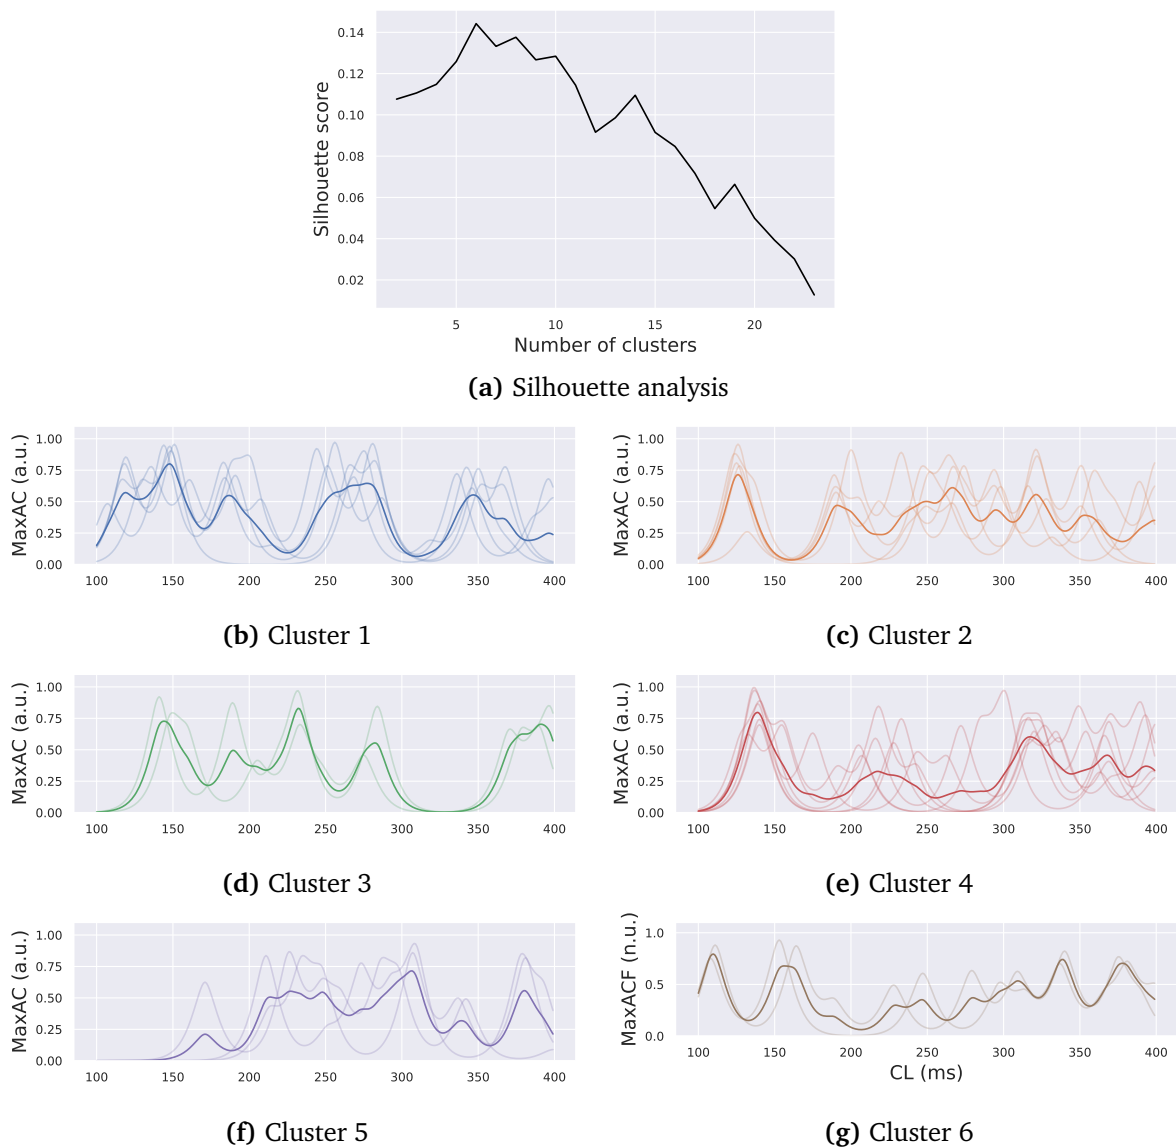 0.14
0.12
0.10
0.08
0.06
0.04
0.02
Silhouette score
5 10 15 20
Number of clusters
(a) Silhouette analysis
MaxAC (a.u.)
1.00
0.75
0.50
0.25
0.00
100 150 200 250 300 350 400
(b) Cluster 1
MaxAC (a.u.)
1.00
0.75
0.50
0.25
0.00
100 150 200 250 300 350 400
(c) Cluster 2
MaxAC (a.u.)
1.00
0.75
0.50
0.25
0.00
100 150 200 250 300 350 400
(d) Cluster 3
MaxAC (a.u.)
1.00
0.75
0.50
0.25
0.00
100 150 200 250 300 350 400
(e) Cluster 4
MaxAC (a.u.)
1.00
0.75
0.50
0.25
0.00
100 150 200 250 300 350 400
(f) Cluster 5
MaxACF (n.u.)
1.0
0.5
0.0
100 150 200 250 300 350 400
CL (ms)
(g) Cluster 6